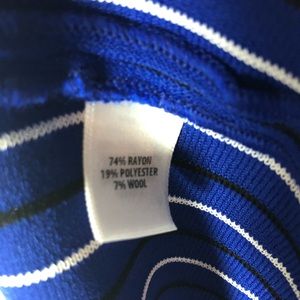 74% RAYON
19% POLYESTER
7% WOOL